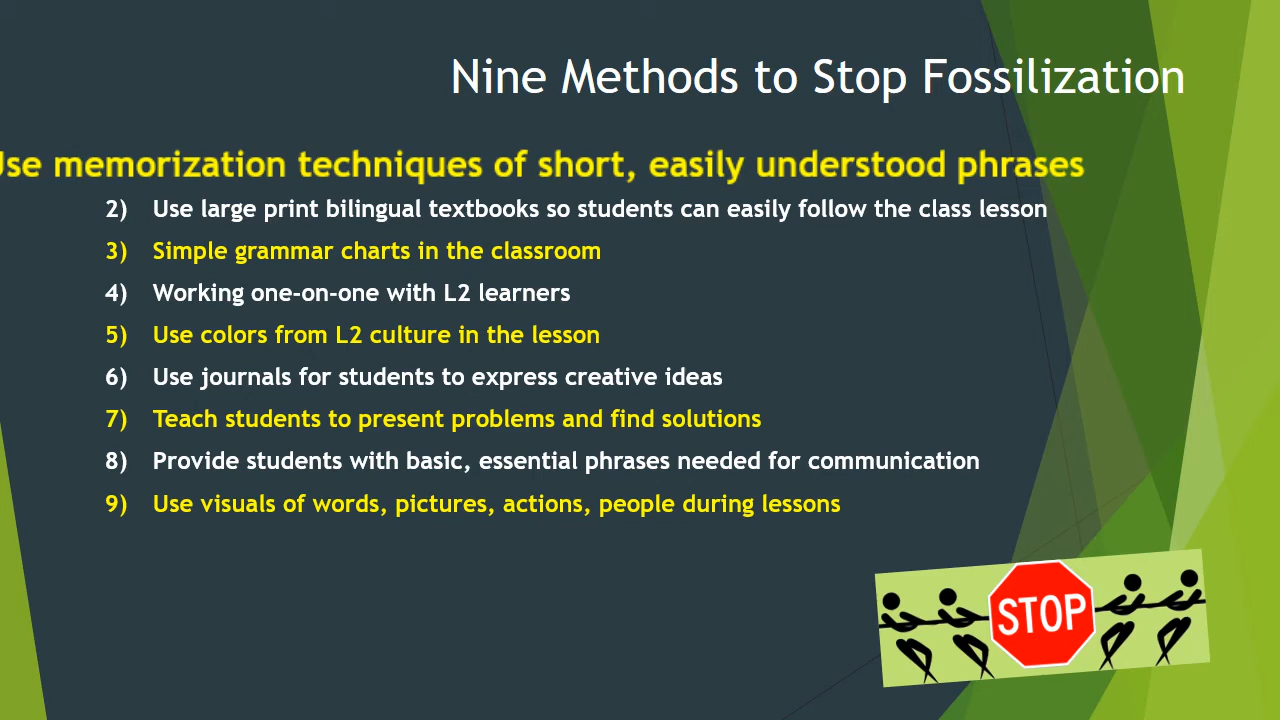 Nine Methods to Stop Fossilization
Use memorization techniques of short, easily understood phrases
2) Use large print bilingual textbooks so students can easily follow the class lesson
3) Simple grammar charts in the classroom
4) Working one-on-one with L2 learners
5) Use colors from L2 culture in the lesson
6) Use journals for students to express creative ideas
7) Teach students to present problems and find solutions
8) Provide students with basic, essential phrases needed for communication
9) Use visuals of words, pictures, actions, people during lessons
STOP